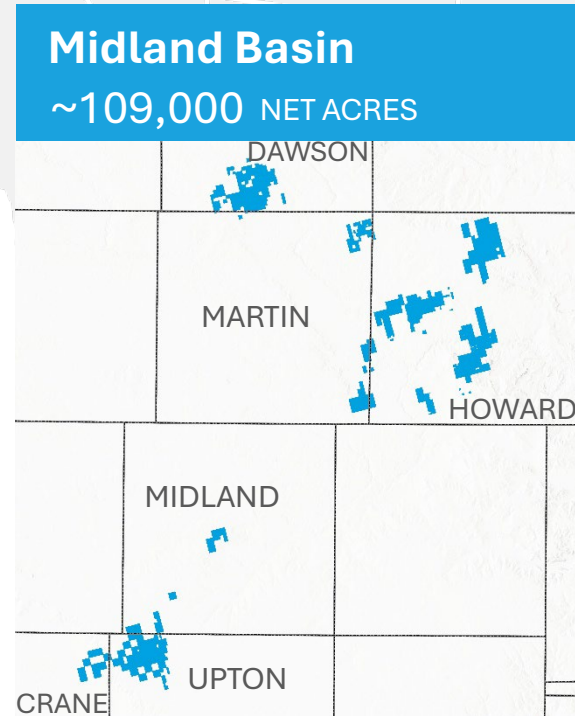 Midland Basin
~109,000 NET ACRES
DAWSON
MARTIN
HOWARD
MIDLAND
UPTON
CRANE